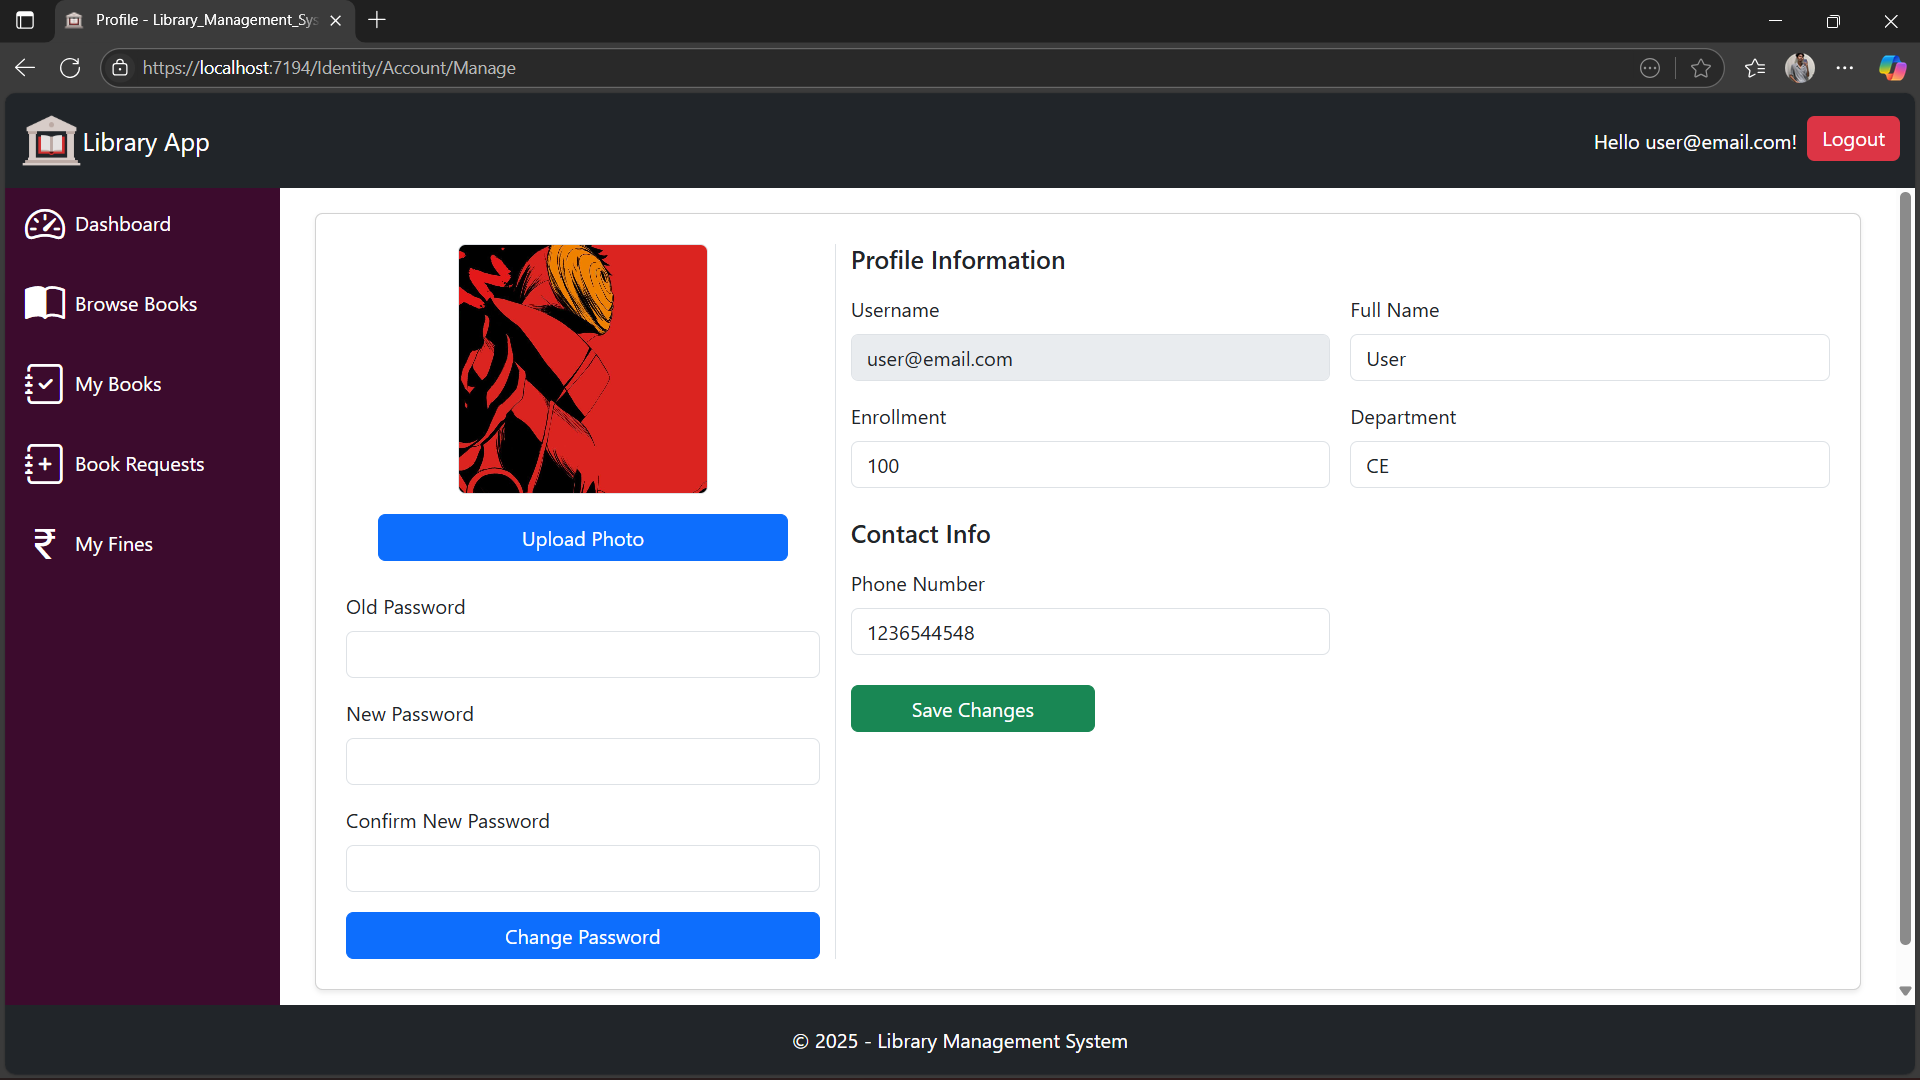 Profile - Library_Management_Sys
https://localhost:7194/Identity/Account/Manage
Library App
Hello user@email.com!
Logout
Dashboard
Browse Books
My Books
Book Requests
My Fines
Upload Photo
Old Password
New Password
Confirm New Password
Change Password
Profile Information
Username
Full Name
user@email.com
User
Enrollment
Department
100
CE
Contact Info
Phone Number
1236544548
Save Changes
© 2025 - Library Management System